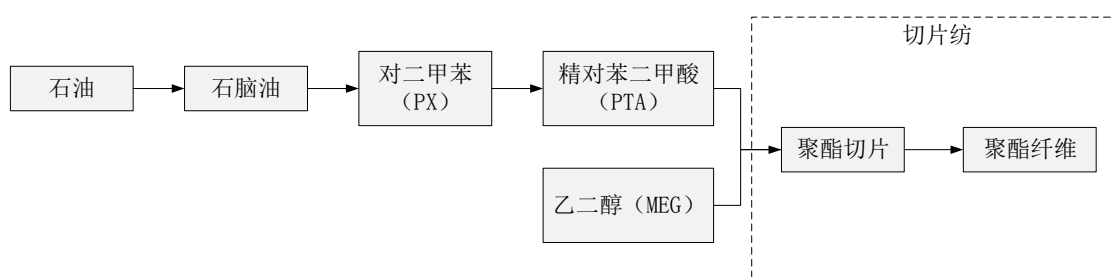 切片纺
石油
石脑油
对二甲苯
（PX）
精对苯二甲酸
（PTA）
乙二醇（MEG）
聚酯切片
聚酯纤维